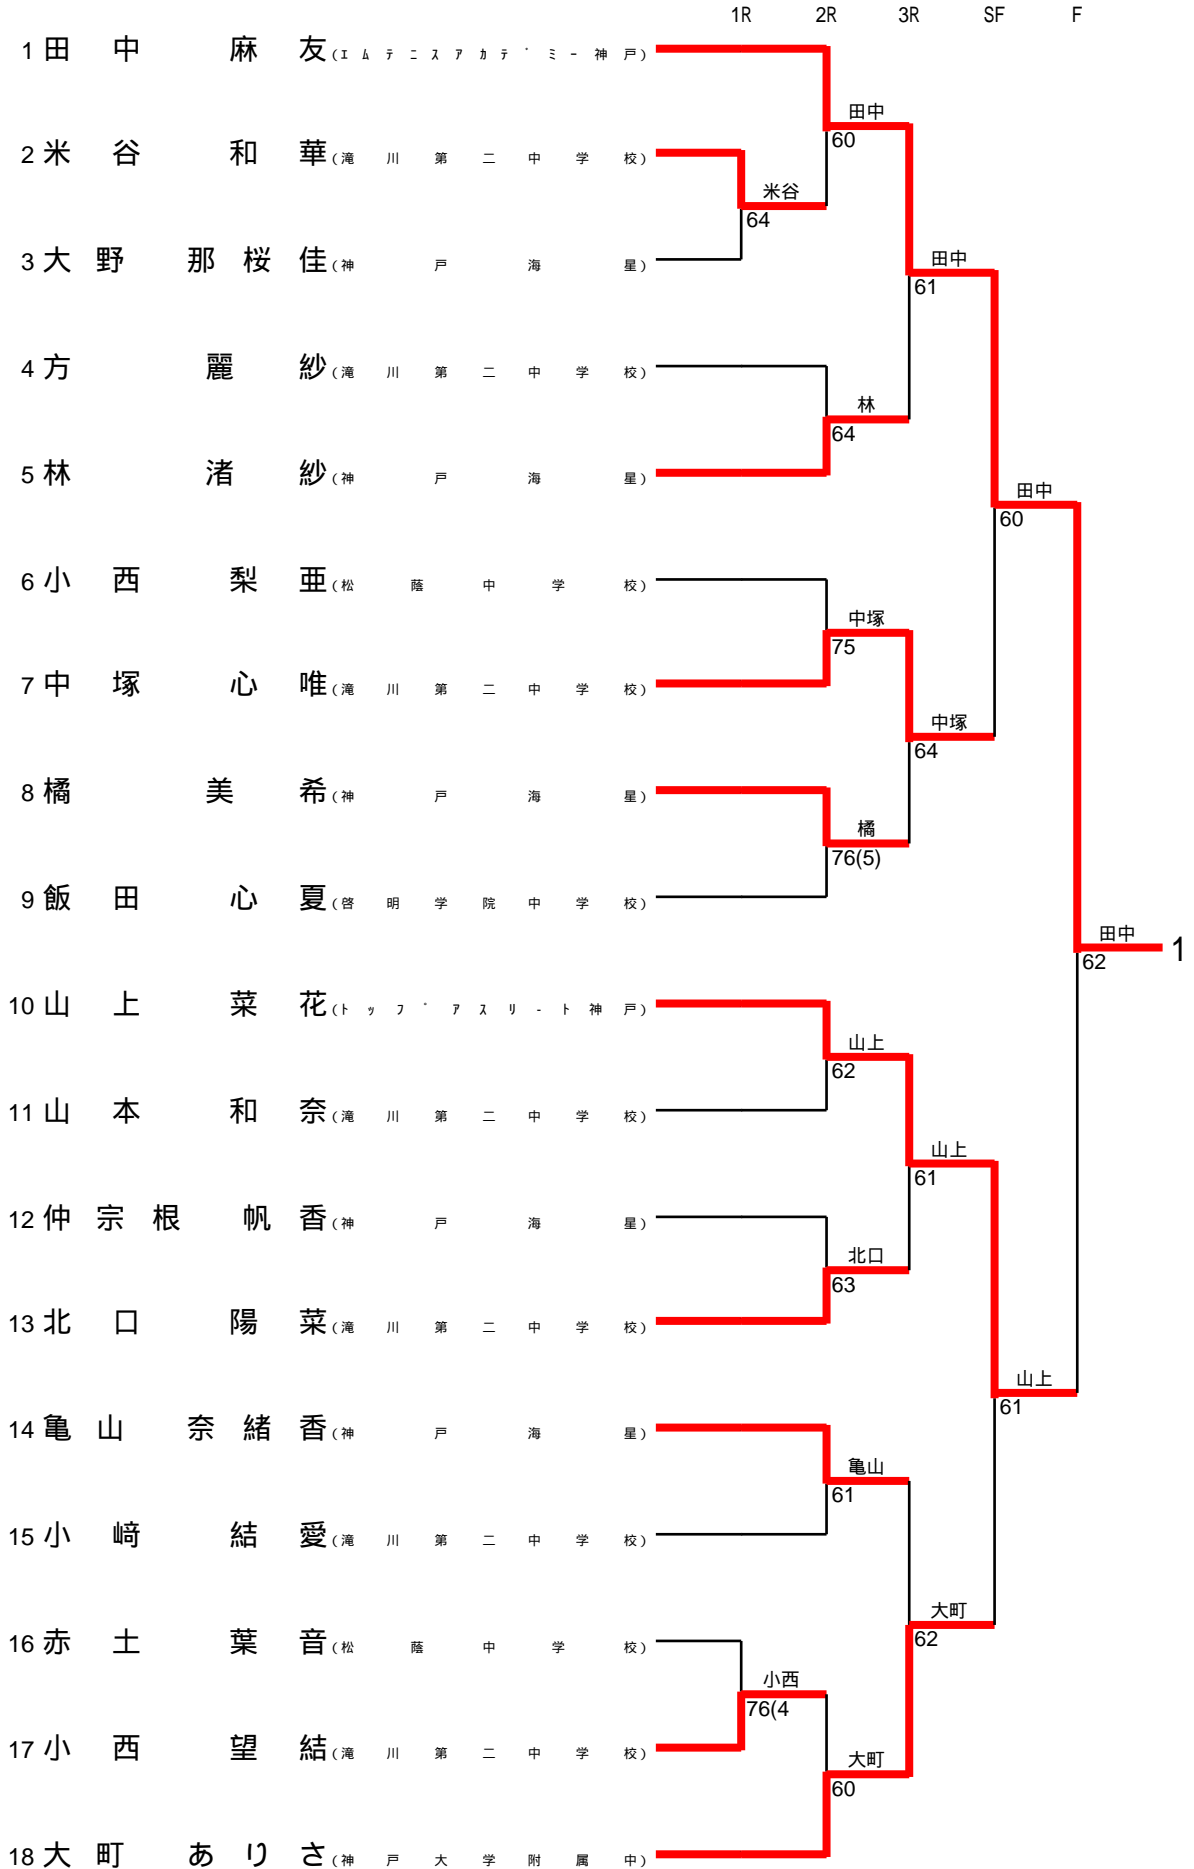 1R 2R 3R SF F
1 田中 麻友 (エムテニスアカデミー神戸)
田中
60
2 米谷 和華 (滝川第二中学校)
米谷
64
3 大野 那桜佳 (神戸海星)
田中
61
4 方 麗紗 (滝川第二中学校)
林
64
5 林 渚紗 (神戸海星)
田中
60
6 小西 梨亜 (松蔭中学校)
中塚
75
7 中塚 心唯 (滝川第二中学校)
中塚
64
8 橘 美希 (神戸海星)
橘
76(5)
9 飯田 心夏 (啓明学院中学校)
田中 1
62
10 山上 菜花 (トップアスリート神戸)
山上
62
11 山本 和奈 (滝川第二中学校)
山上
61
12 仲宗根 帆香 (神戸海星)
北口
63
13 北口 陽菜 (滝川第二中学校)
山上
61
14 亀山 奈緒香 (神戸海星)
亀山
61
15 小﨑 結愛 (滝川第二中学校)
大町
62
16 赤土 葉音 (松蔭中学校)
小西
76(4
17 小西 望結 (滝川第二中学校)
大町
60
18 大町 ありさ (神戸大学附属中)